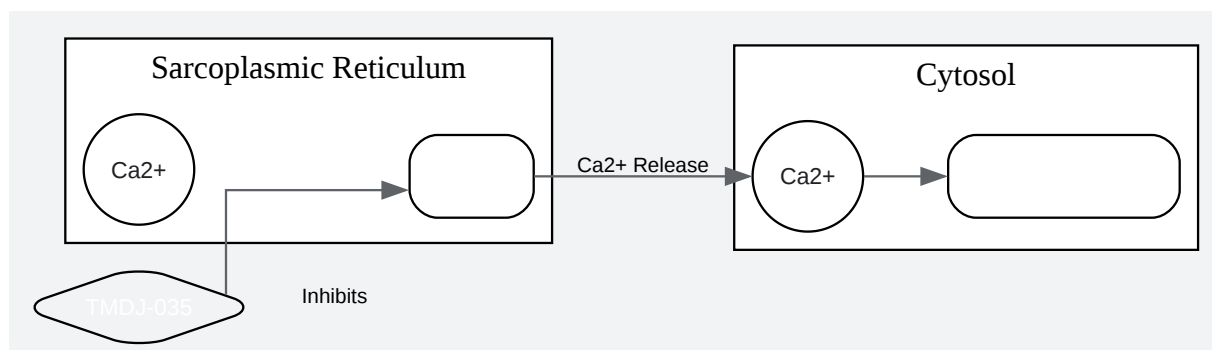 Sarcoplasmic Reticulum
Cytosol
Ca2+
Ca2+ Release
Ca2+
TMDJ-035
Inhibits